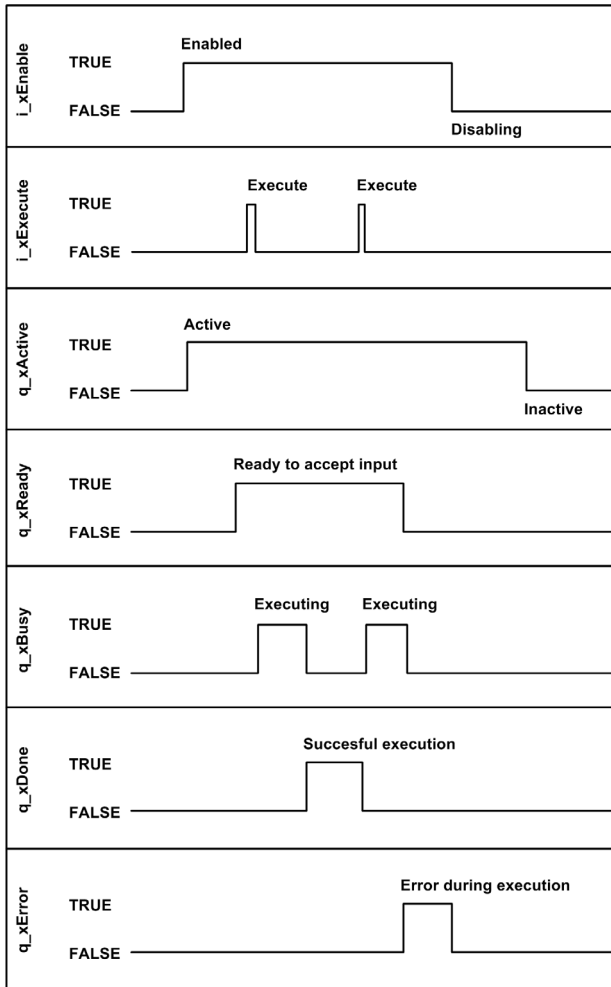 i_xEnable
Enabled
TRUE
FALSE
Disabling
i_xExecute
Execute Execute
TRUE
FALSE
q_xActive
Active
TRUE
FALSE
Inactive
q_xReady
Ready to accept input
TRUE
FALSE
q_xBusy
Executing Executing
TRUE
FALSE
q_xDone
Succesful execution
TRUE
FALSE
q_xError
Error during execution
TRUE
FALSE